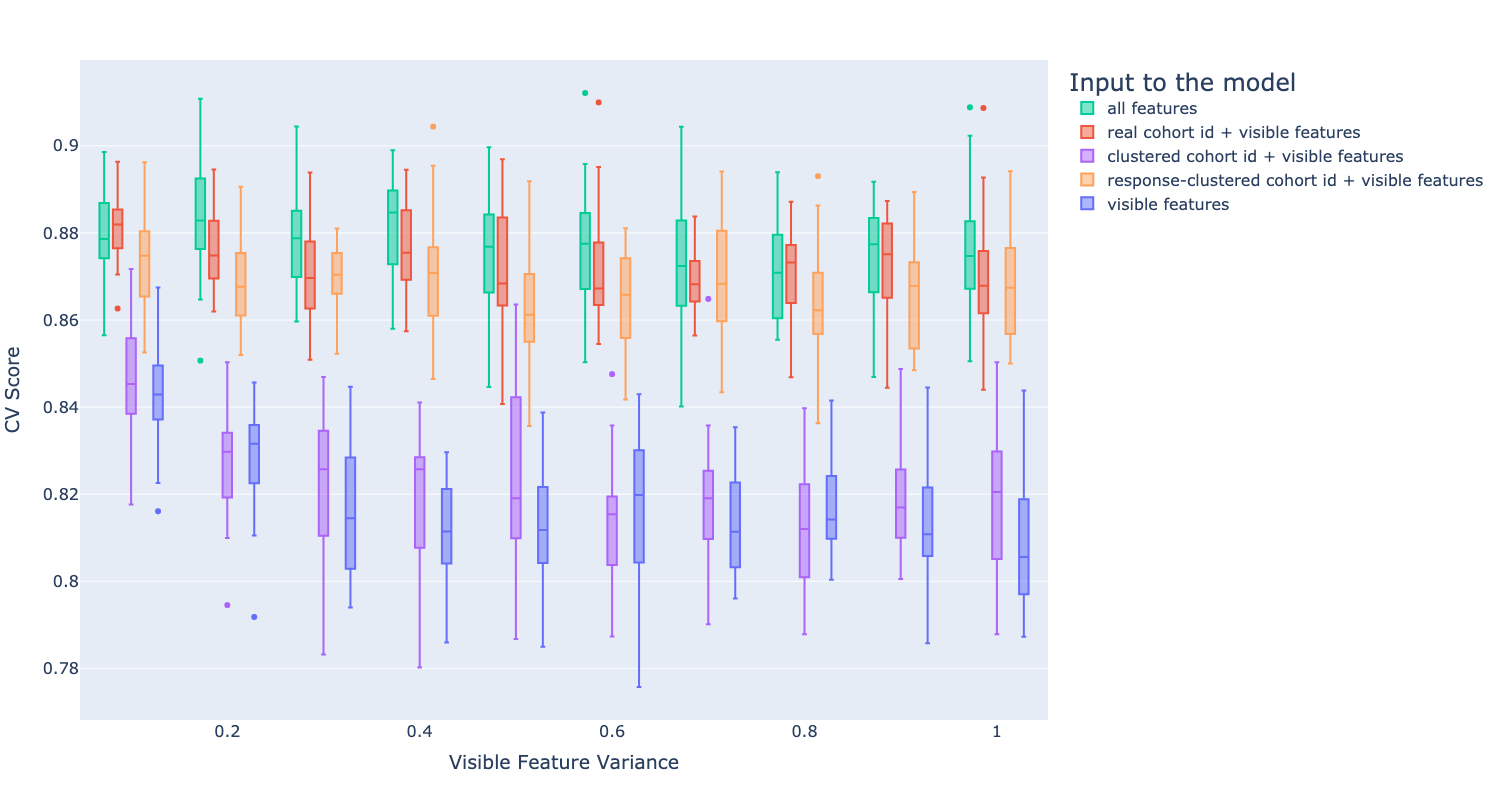 Input to the model
all features
real cohort id + visible features
clustered cohort id + visible features
response-clustered cohort id + visible features
visible features
CV Score
0.9
0.88
0.86
0.84
0.82
0.8
0.78
0.2
0.4
0.6
0.8
1
Visible Feature Variance